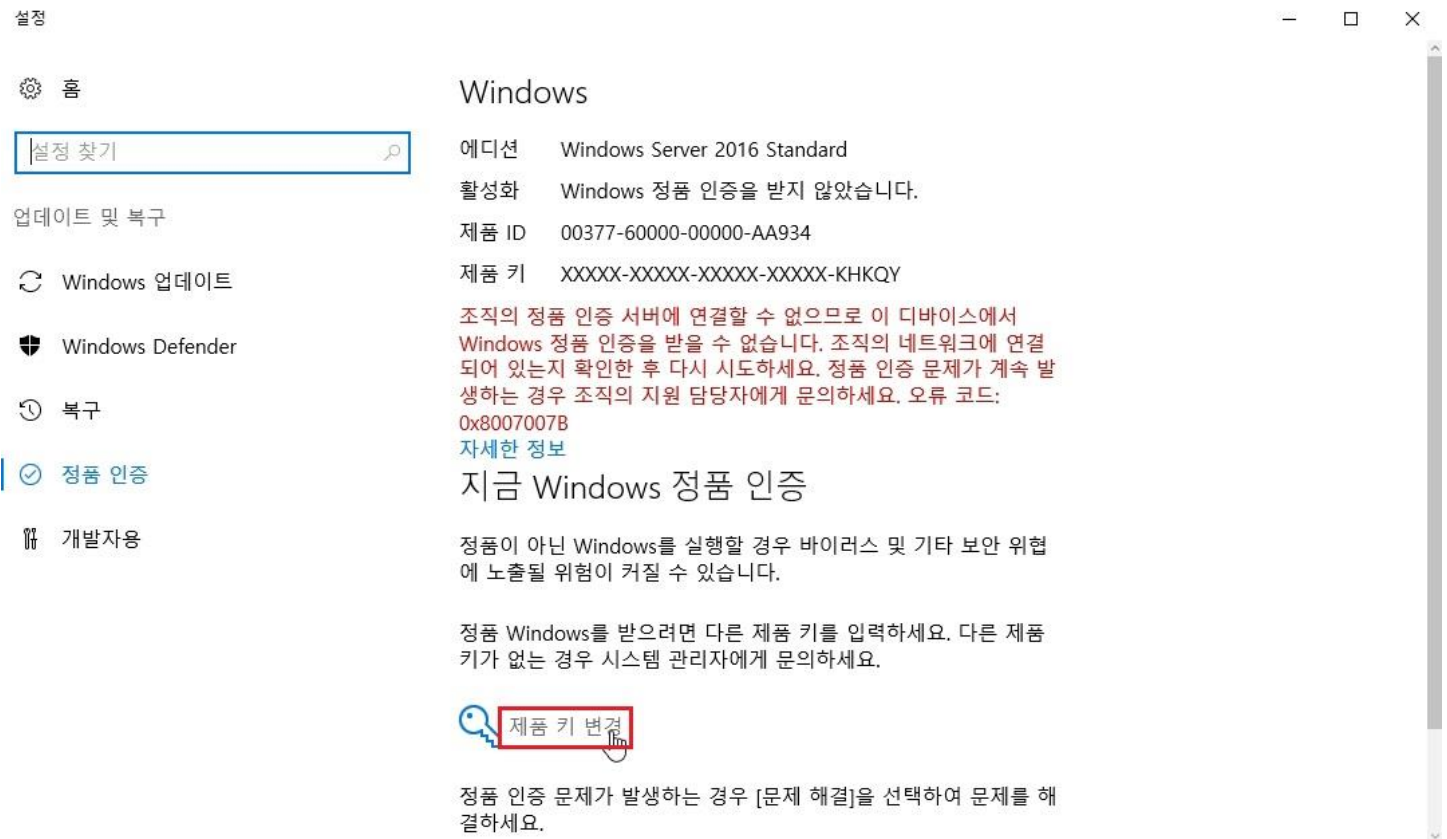 설정
홈
설정 찾기
업데이트 및 복구
Windows 업데이트
Windows Defender
복구
정품 인증
개발자용
Windows
에디션 Windows Server 2016 Standard
활성화 Windows 정품 인증을 받지 않았습니다.
제품 ID 00377-60000-00000-AA934
제품 키 XXXXX-XXXXX-XXXXX-XXXXX-KHKQY
조직의 정품 인증 서버에 연결할 수 없으므로 이 디바이스에서
Windows 정품 인증을 받을 수 없습니다. 조직의 네트워크에 연결
되어 있는지 확인한 후 다시 시도하세요. 정품 인증 문제가 계속 발
생하는 경우 조직의 지원 담당자에게 문의하세요. 오류 코드:
0x8007007B
자세한 정보
지금 Windows 정품 인증
정품이 아닌 Windows를 실행할 경우 바이러스 및 기타 보안 위협
에 노출될 위험이 커질 수 있습니다.
정품 Windows를 받으려면 다른 제품 키를 입력하세요. 다른 제품
키가 없는 경우 시스템 관리자에게 문의하세요.
제품 키 변경
정품 인증 문제가 발생하는 경우 [문제 해결]을 선택하여 문제를 해
결하세요.